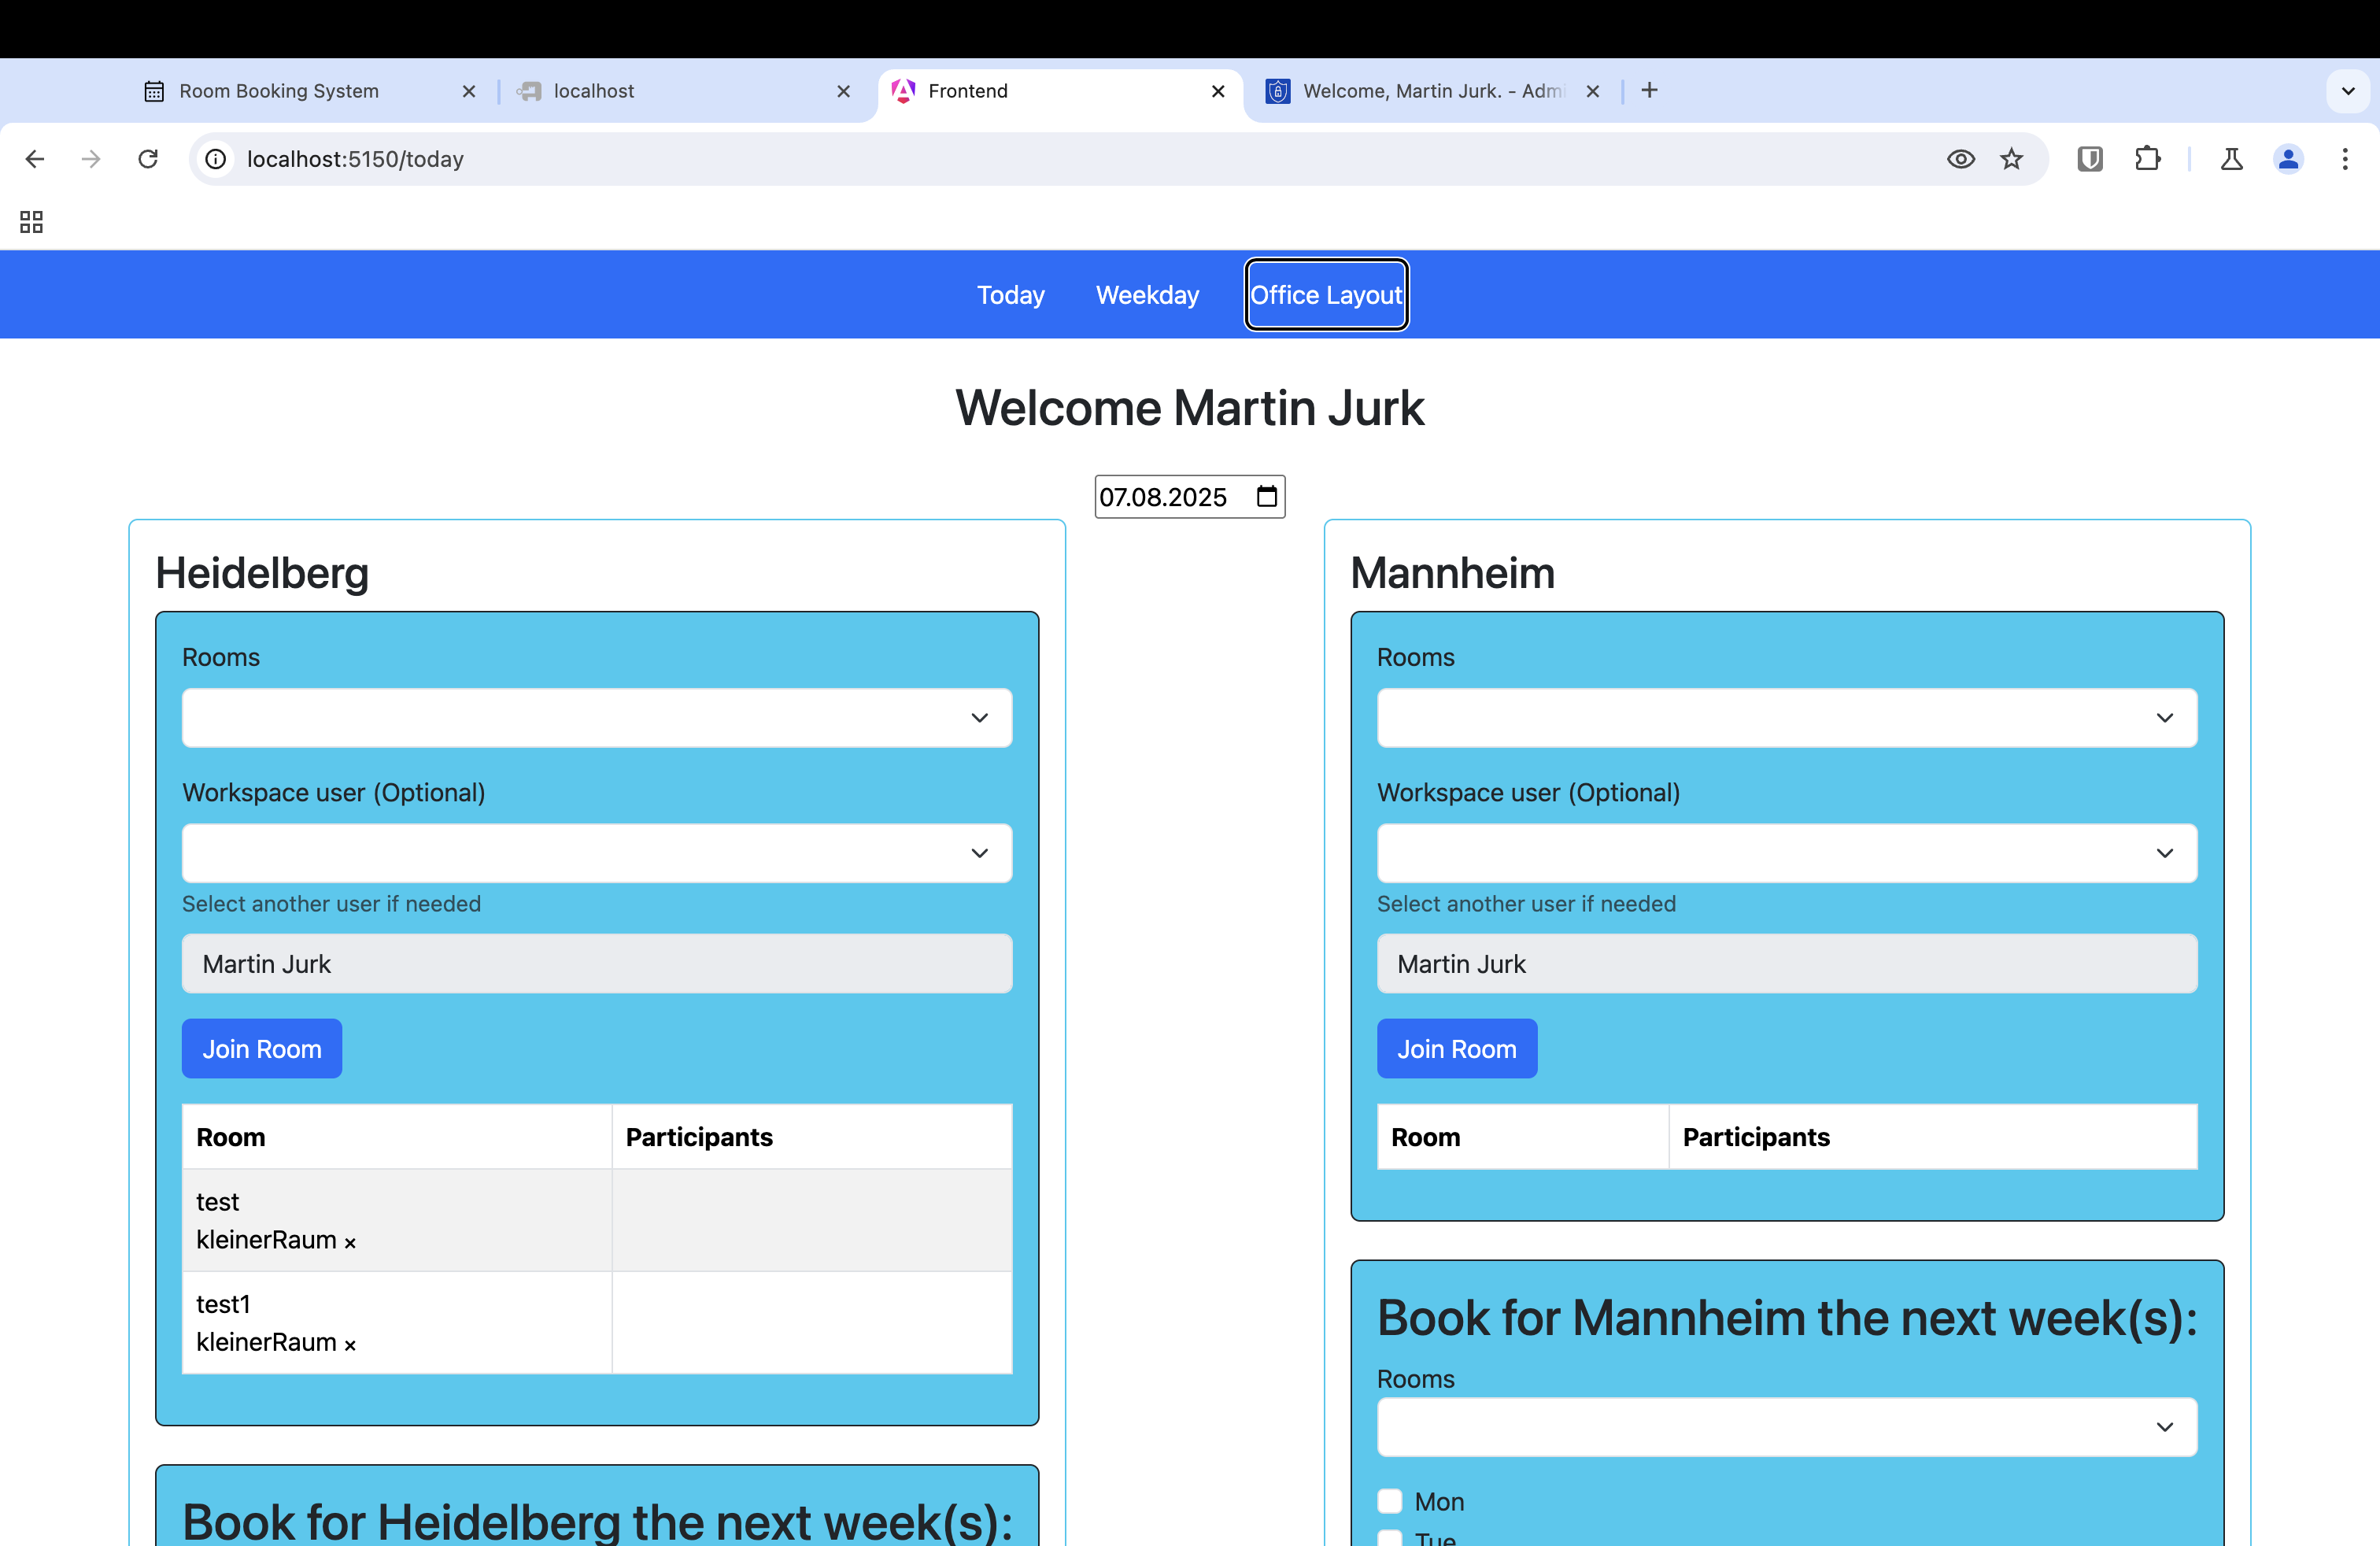 Room Booking System
localhost
Frontend
Welcome, Martin Jurk. - Admi
localhost:5150/today
Today Weekday Office Layout
Welcome Martin Jurk
07.08.2025
Heidelberg
Rooms
Workspace user (Optional)
Select another user if needed
Martin Jurk
Join Room
Room Participants
test
kleinerRaum ×
test1
kleinerRaum ×
Book for Heidelberg the next week(s):
Mannheim
Rooms
Workspace user (Optional)
Select another user if needed
Martin Jurk
Join Room
Room Participants
Book for Mannheim the next week(s):
Rooms
Mon
Tue